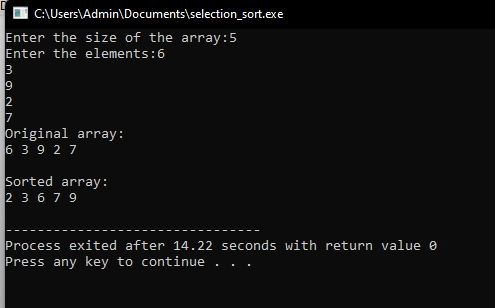 C:\Users\Admin\Documents\selection_sort.exe
Enter the size of the array:5
Enter the elements:6
3
9
2
7
Original array:
6 3 9 2 7
Sorted array:
2 3 6 7 9
--------------------------------
Process exited after 14.22 seconds with return value 0
Press any key to continue . . .